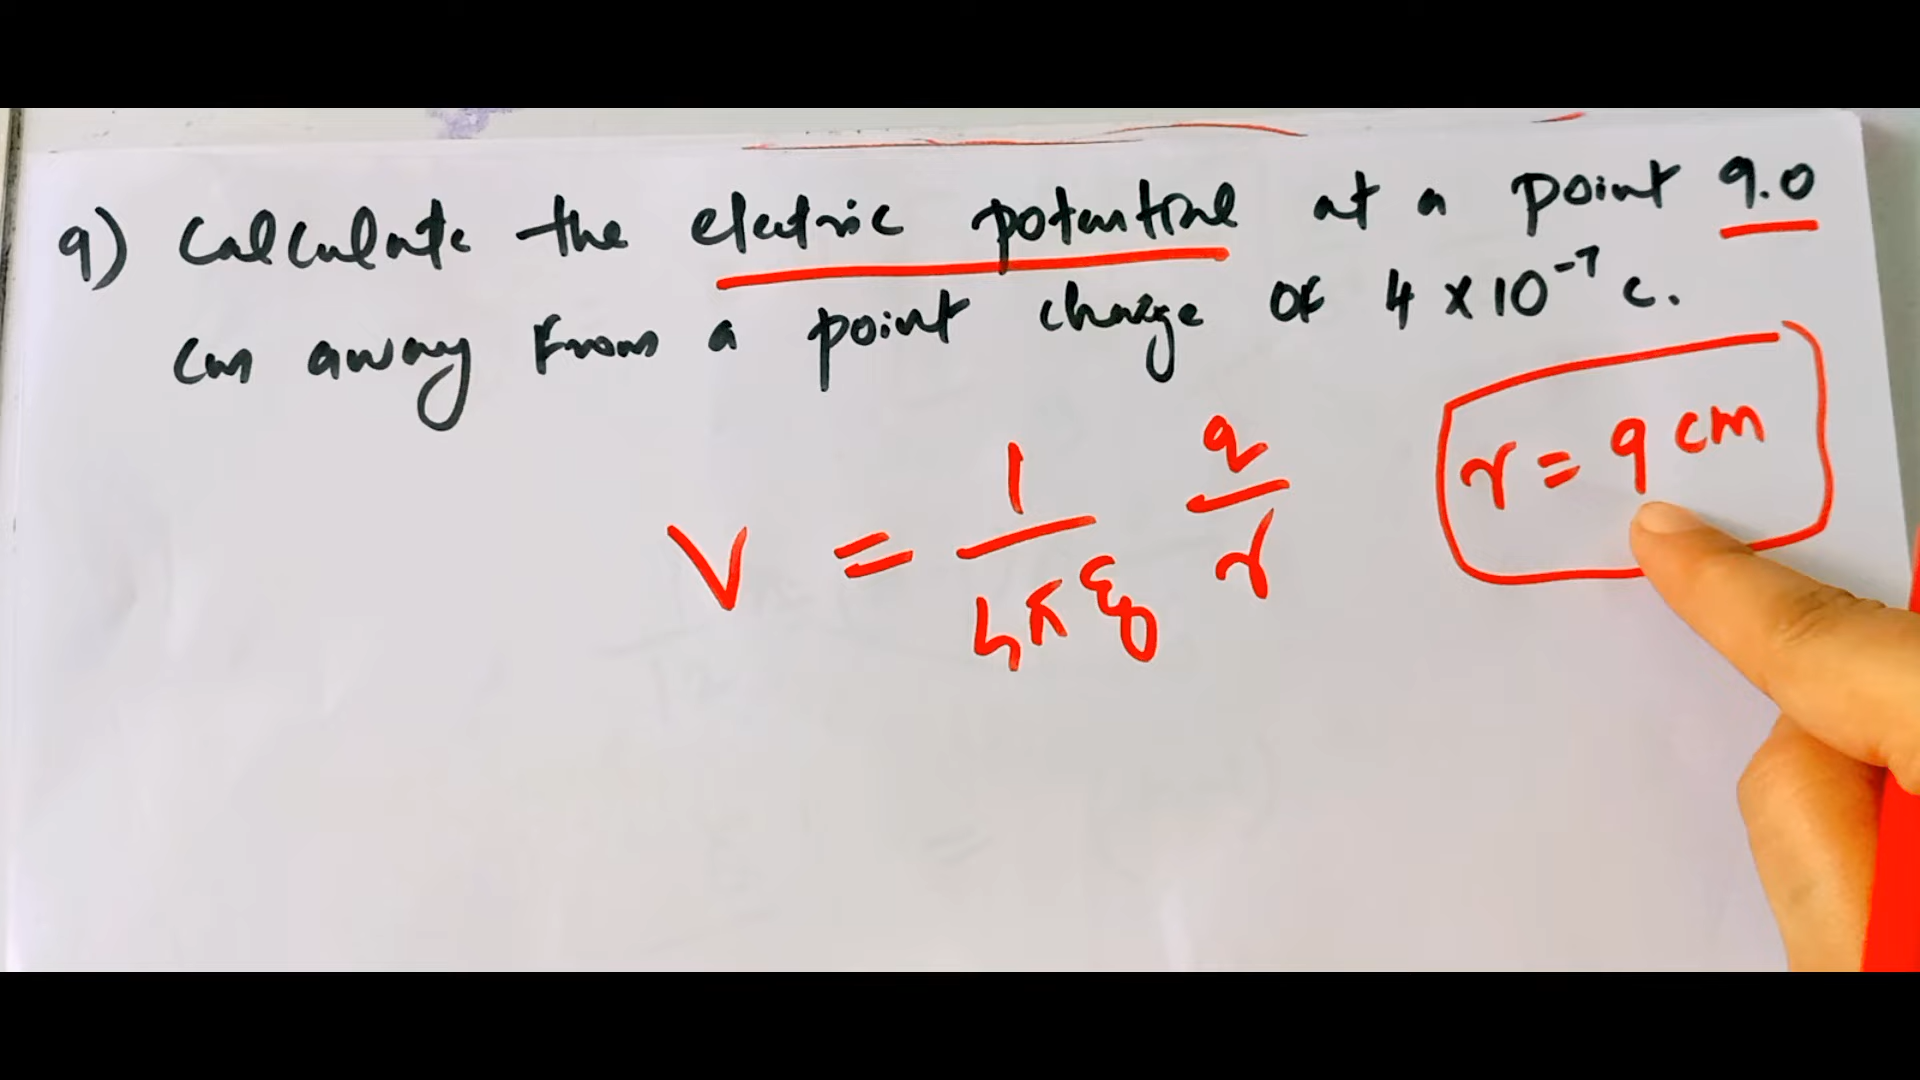 9) Calculate the electric potential at a point 9.0
cm away from a point charge of 4 × 10⁻⁷ C.
r = 9 cm
V = 1/4πε₀ q/r